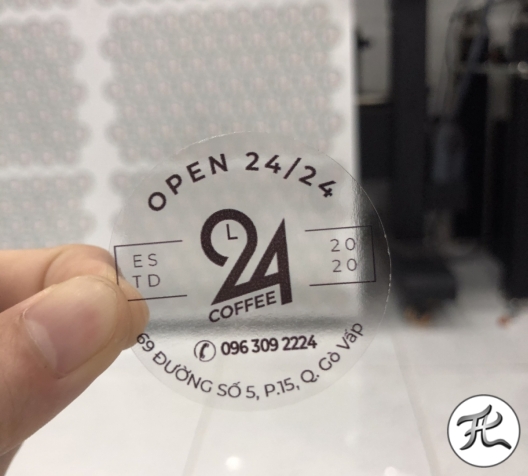 OPEN 24/24
ES
TD
24
COFFEE
20
20
096 309 2224
69 ĐƯỜNG SỐ 5, P.15, Q. Gò Vấp